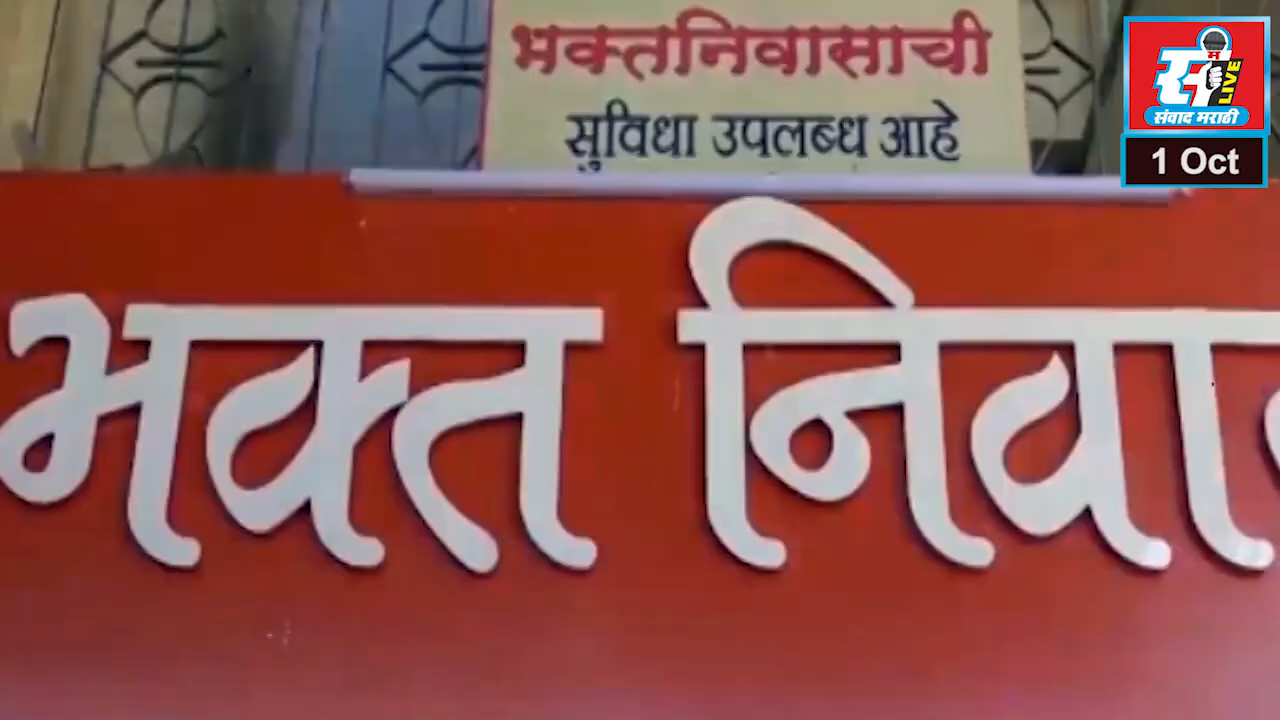 भक्तनिवासाची
सुविधा उपलब्ध आहे
LIVE
संवाद मराठी
1 Oct
भक्त निवा